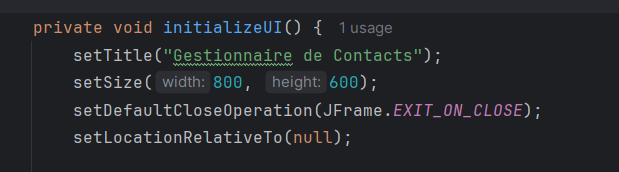 private void initializeUI() { 1 usage
setTitle("Gestionnaire de Contacts");
setSize( width: 800, height: 600);
setDefaultCloseOperation(JFrame.EXIT_ON_CLOSE);
setLocationRelativeTo(null);